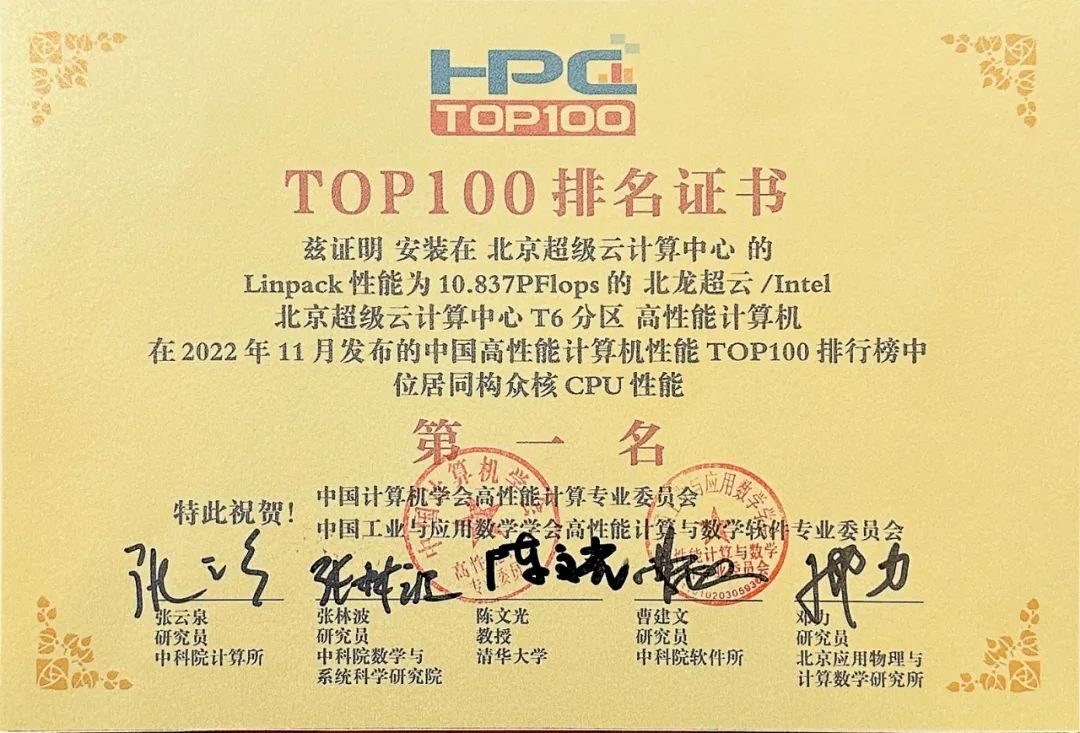 HPC
TOP100
TOP100 排名证书
兹证明 安装在 北京超级云计算中心 的
Linpack 性能为 10.837PFlops 的 北龙超云 /Intel
北京超级云计算中心 T6 分区 高性能计算机
在 2022 年 11 月发布的中国高性能计算机性能 TOP100 排行榜中
位居同构众核 CPU 性能
第一名
特此祝贺!
中国计算机学会高性能计算专业委员会
中国工业与应用数学学会高性能计算与数学软件专业委员会
张云泉
研究员
中科院计算所
张林波
研究员
中科院数学与
系统科学研究院
陈文光
教授
清华大学
曹建文
研究员
中科院软件所
邓力
研究员
北京应用物理与
计算数学研究所